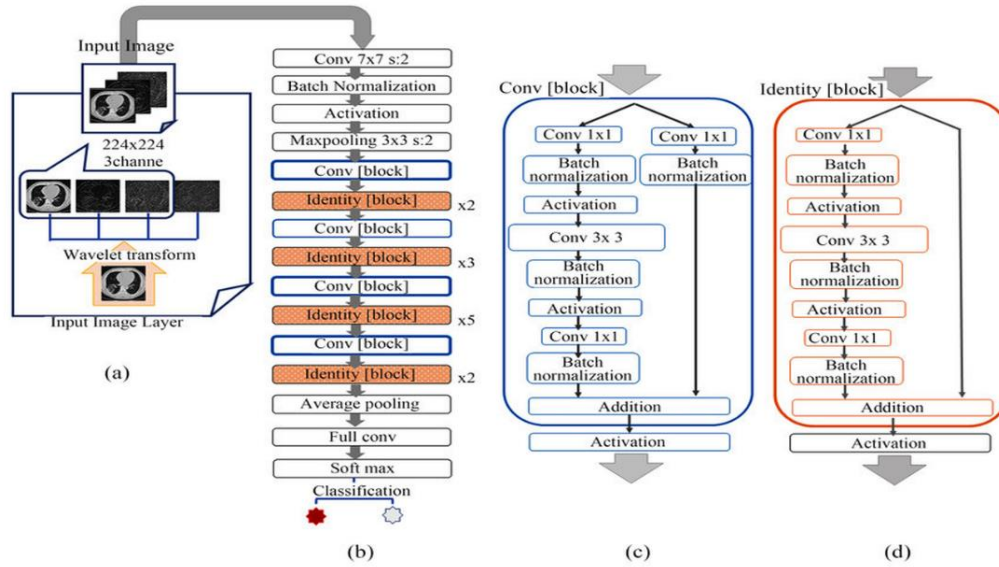 Input Image
224x224
3channe
Wavelet transform
Input Image Layer
(a)
Conv 7x7 s:2
Batch Normalization
Activation
Maxpooling 3x3 s:2
Conv [block]
Identity [block]
x2
Conv [block]
Identity [block]
x3
Conv [block]
Identity [block]
x5
Conv [block]
Identity [block]
x2
Average pooling
Full conv
Soft max
Classification
(b)
Conv [block]
Conv 1x1
Conv 1x1
Batch
normalization
Batch
normalization
Activation
Conv 3x 3
Batch
normalization
Activation
Conv 1x1
Batch
normalization
Addition
Activation
(c)
Identity [block]
Conv 1x1
Batch
normalization
Activation
Conv 3x 3
Batch
normalization
Activation
Conv 1x1
Batch
normalization
Addition
Activation
(d)